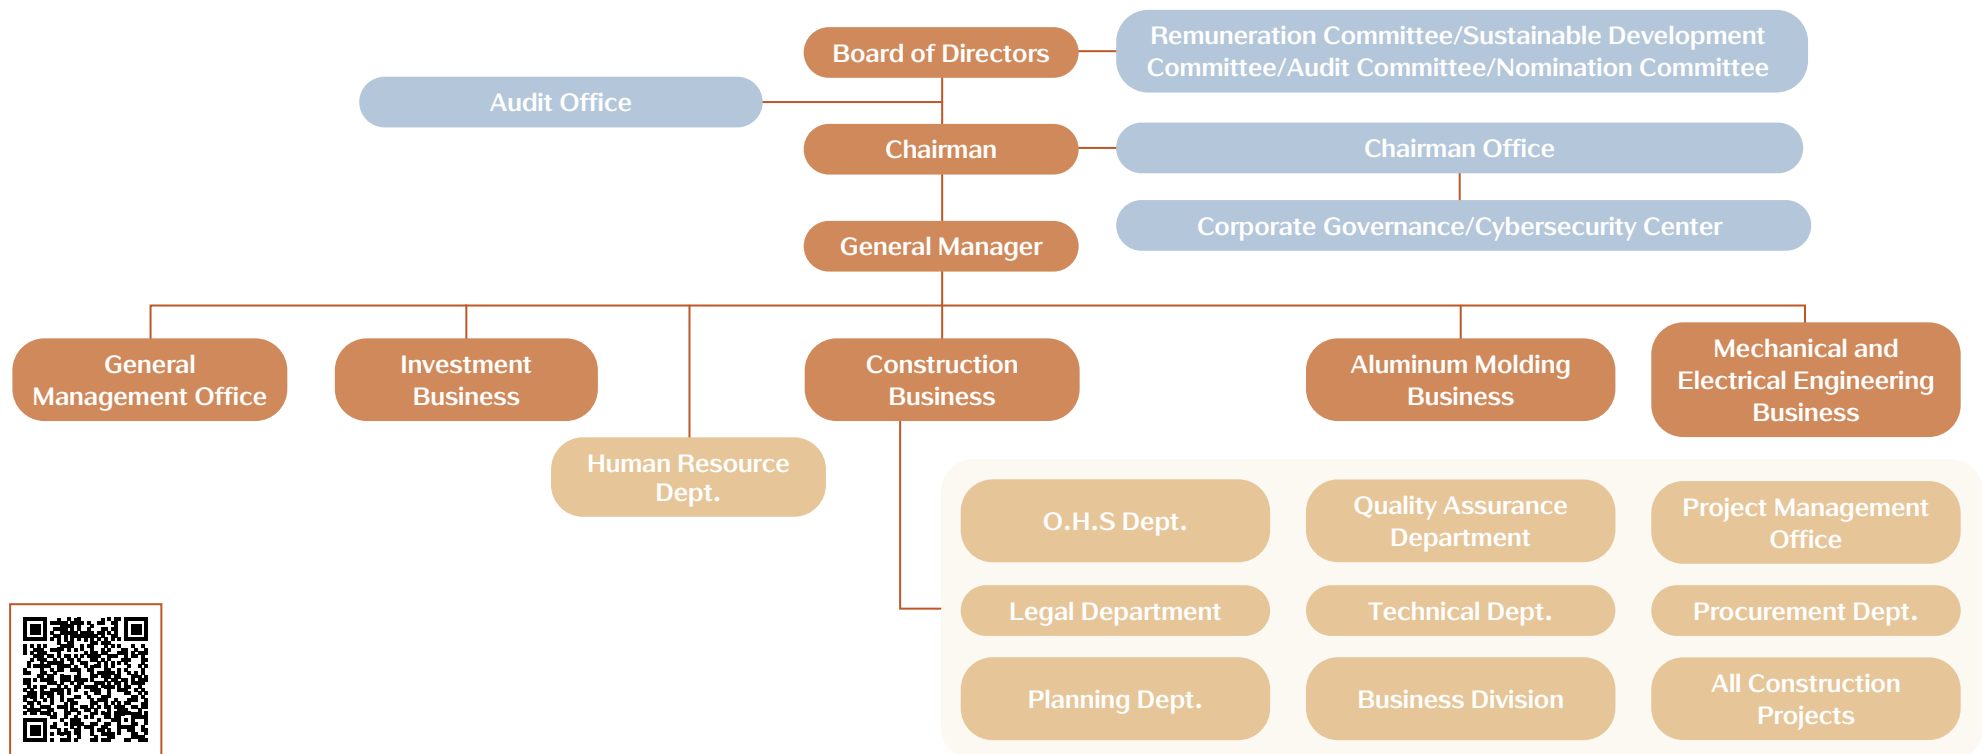 Board of Directors
Remuneration Committee/Sustainable Development
Committee/Audit Committee/Nomination Committee
Audit Office
Chairman
Chairman Office
Corporate Governance/Cybersecurity Center
General Manager
General
Management Office
Investment
Business
Human Resource
Dept.
Construction
Business
Aluminum Molding
Business
Mechanical and
Electrical Engineering
Business
O.H.S Dept.
Quality Assurance
Department
Project Management
Office
Legal Department
Technical Dept.
Procurement Dept.
Planning Dept.
Business Division
All Construction
Projects